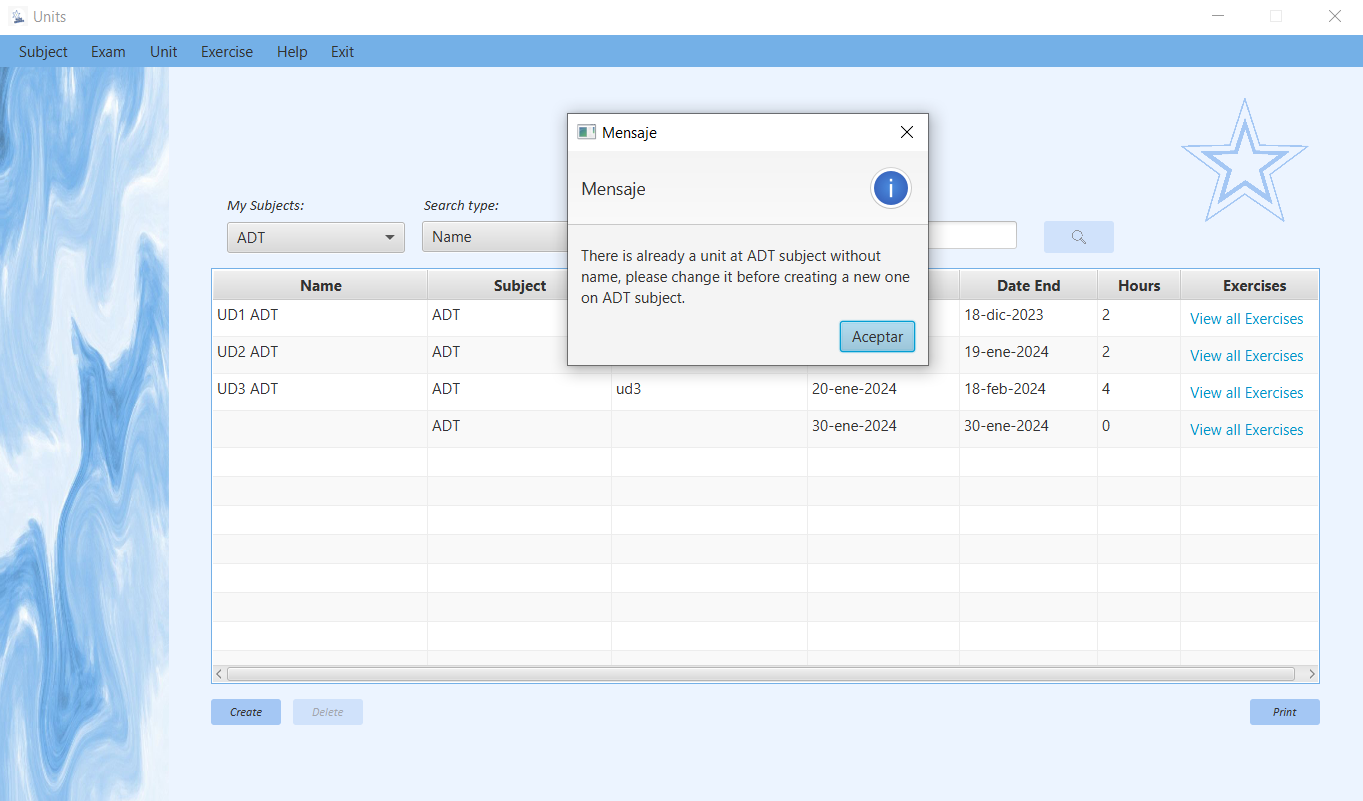 Units
Subject Exam Unit Exercise Help Exit
Mensaje
Mensaje
There is already a unit at ADT subject without
name, please change it before creating a new one
on ADT subject.
Aceptar
My Subjects: Search type:
ADT Name
Name Subject Date End Hours Exercises
UD1 ADT ADT 18-dic-2023 2 View all Exercises
UD2 ADT ADT 19-ene-2024 2 View all Exercises
UD3 ADT ADT ud3 20-ene-2024 18-feb-2024 4 View all Exercises
ADT 30-ene-2024 30-ene-2024 0 View all Exercises
Create Delete Print